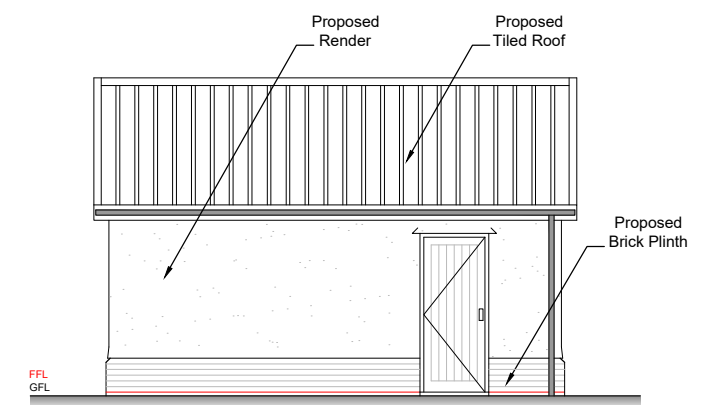 Proposed
Render
Proposed
Tiled Roof
Proposed
Brick Plinth
FFL
GFL